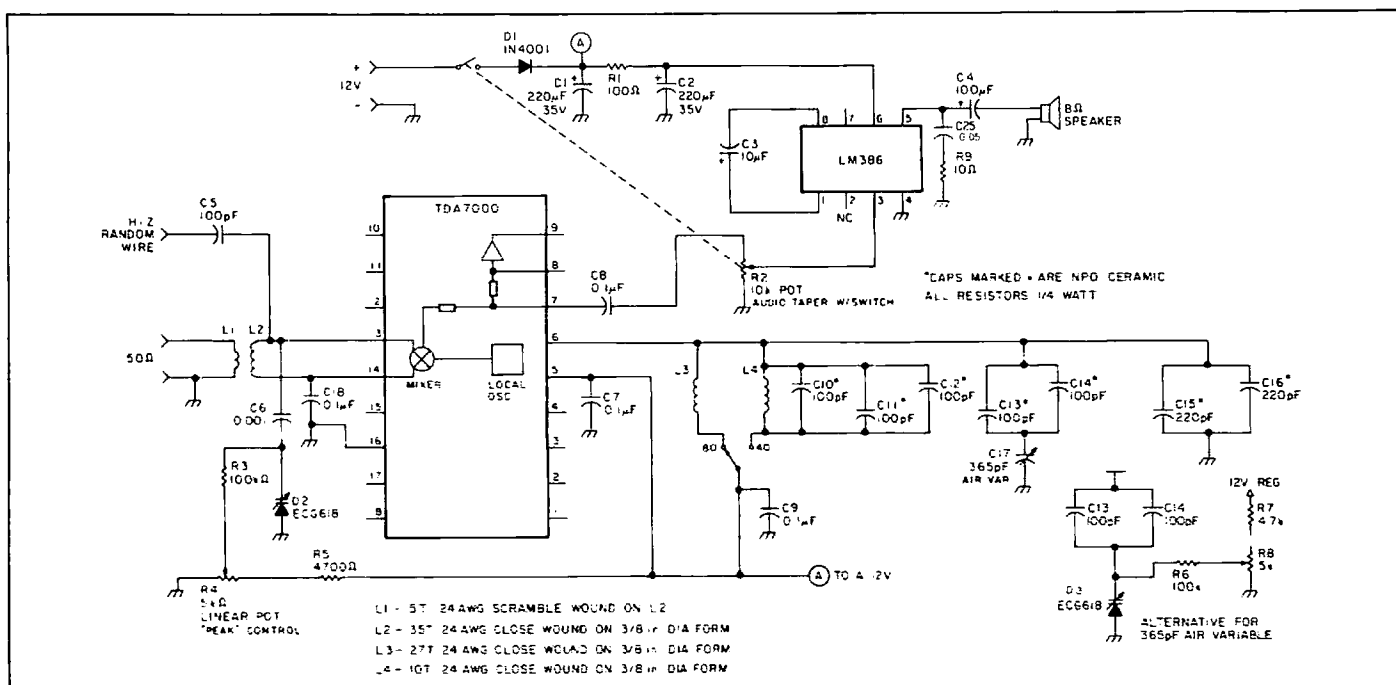 D1
1N4001
A
+
12V
-
C1
220µF
35V
R1
100Ω
C2
220µF
35V
C4
100µF
8Ω
SPEAKER
C25
0.05
R9
10Ω
C3
10µF
8
7
6
5
LM386
1
2
3
4
NC
C5
100pF
HI-Z
RANDOM
WIRE
TDA7000
10
11
2
3
14
15
16
17
8
9
8
7
6
5
4
3
2
1
C8
0.1µF
R2
10k POT
AUDIO TAPER W/SWITCH
*CAPS MARKED * ARE NPO CERAMIC
ALL RESISTORS 1/4 WATT
L1
L2
50Ω
MIXER
LOCAL
OSC
C18
0.1µF
C6
0.001
C7
0.1µF
L3
L4
C10*
100pF
C11*
100pF
C12*
100pF
C13*
100pF
C14*
100pF
C15*
220pF
C16*
220pF
C17
365pF
AIR VAR
80
40
C9
0.1µF
R3
100kΩ
D2
ECG618
R5
4700Ω
R4
5kΩ
LINEAR POT
"PEAK" CONTROL
A TO A 12V
12V REG
R7
4.7k
R8
5k
C13
100pF
C14
100pF
R6
100k
D3
ECG618
ALTERNATIVE FOR
365pF AIR VARIABLE
L1 - 5T 24 AWG SCRAMBLE WOUND ON L2
L2 - 35T 24 AWG CLOSE WOUND ON 3/8 in DIA FORM
L3 - 27T 24 AWG CLOSE WOUND ON 3/8 in DIA FORM
L4 - 10T 24 AWG CLOSE WOUND ON 3/8 in DIA FORM